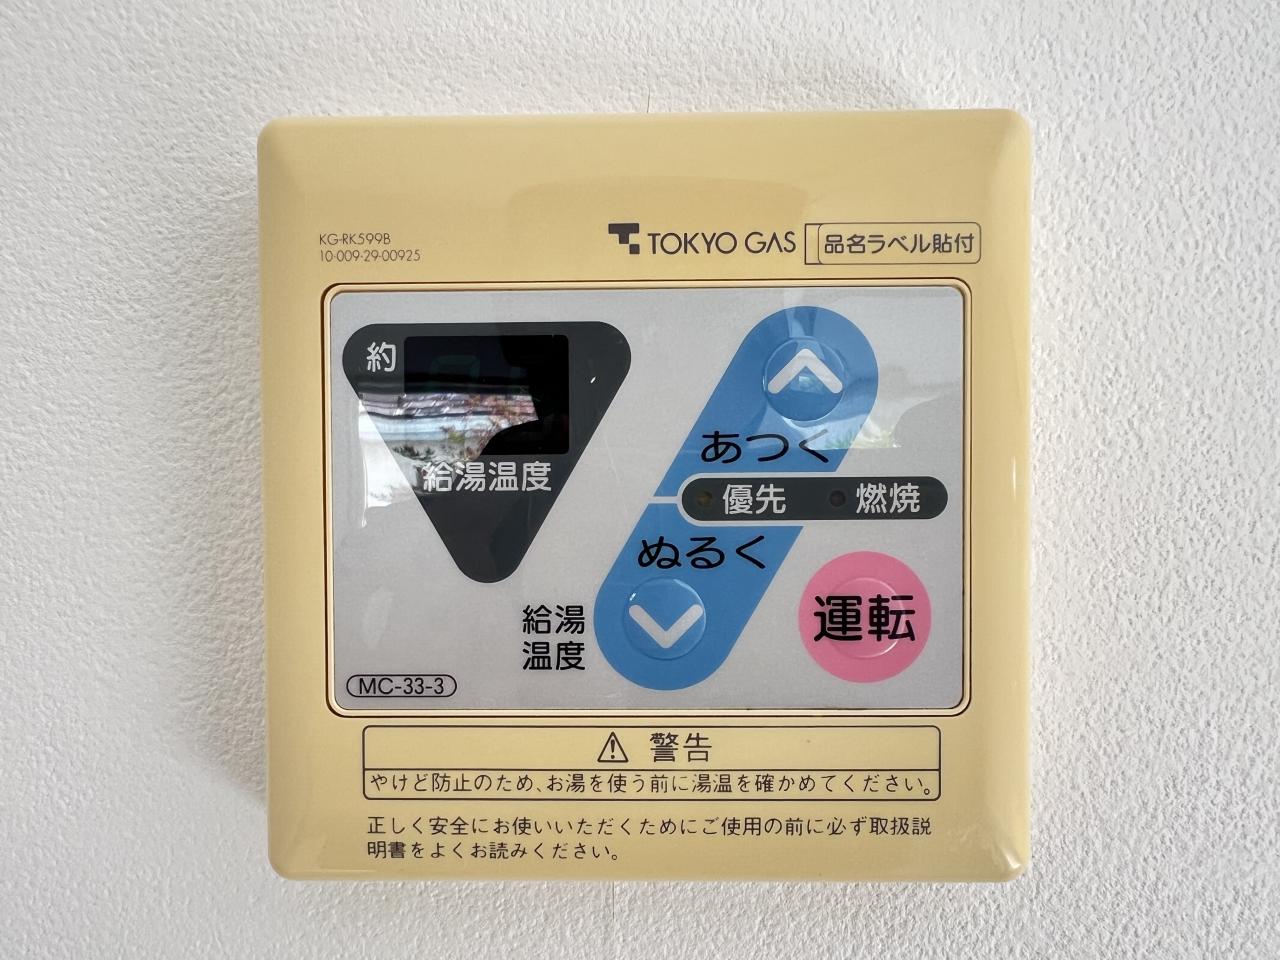 KG-RK599B
10-009-29-00925
TOKYO GAS
品名ラベル貼付
約
給湯温度
あつく
優先
燃焼
ぬるく
給湯
温度
運転
MC-33-3
警告
やけど防止のため、お湯を使う前に湯温を確かめてください。
正しく安全にお使いいただくためにご使用の前に必ず取扱説
明書をよくお読みください。